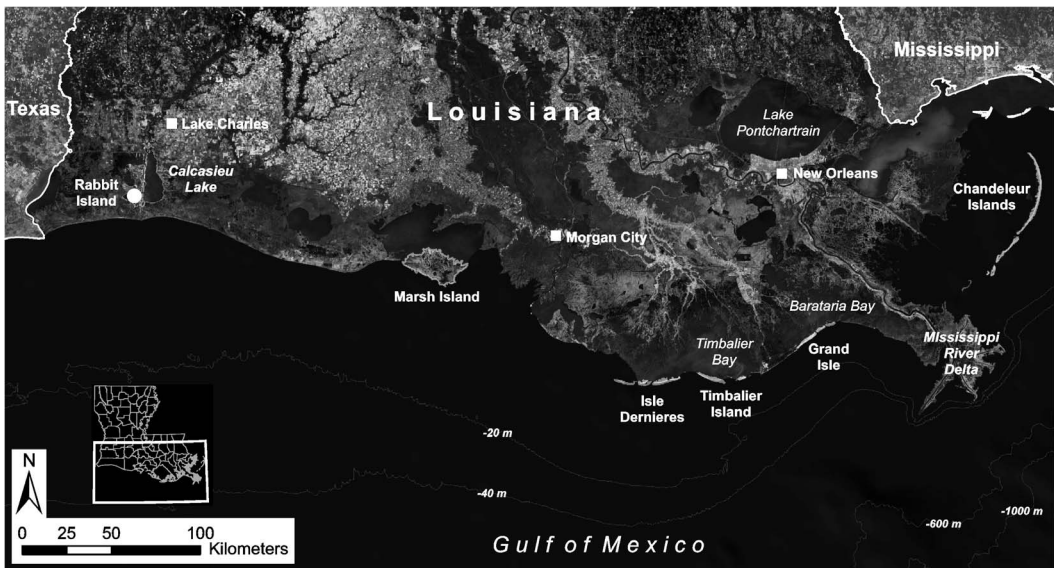 Mississippi
Texas
Louisiana
Lake Charles
Lake
Pontchartrain
Calcasieu
Lake
Rabbit
Island
New Orleans
Chandeleur
Islands
Morgan City
Marsh Island
Barataria Bay
Timbalier
Bay
Grand
Isle
MIssissippi
River
Delta
Isle
Dernieres
Timbalier
Island
-20 m
-40 m
-600 m
-1000 m
N
0 25 50 100
Kilometers
Gulf of Mexico